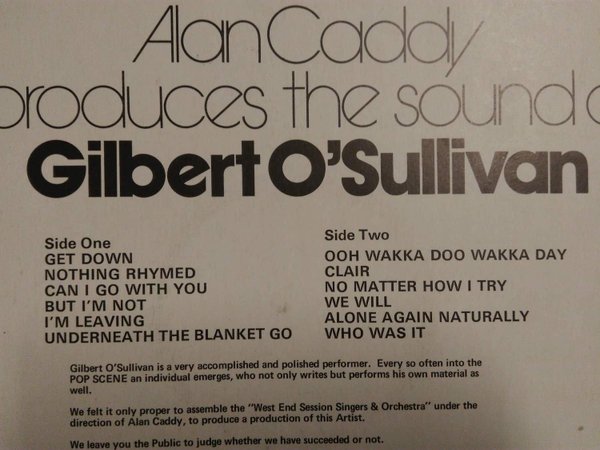 Alan Caddy
produces the sound o
Gilbert O'Sullivan
Side One
GET DOWN
NOTHING RHYMED
CAN I GO WITH YOU
BUT I'M NOT
I'M LEAVING
UNDERNEATH THE BLANKET GO
Side Two
OOH WAKKA DOO WAKKA DAY
CLAIR
NO MATTER HOW I TRY
WE WILL
ALONE AGAIN NATURALLY
WHO WAS IT
Gilbert O'Sullivan is a very accomplished and polished performer. Every so often into the
POP SCENE an individual emerges, who not only writes but performs his own material as
well.
We felt it only proper to assemble the "West End Session Singers & Orchestra" under the
direction of Alan Caddy, to produce a production of this Artist.
We leave you the Public to judge whether we have succeeded or not.